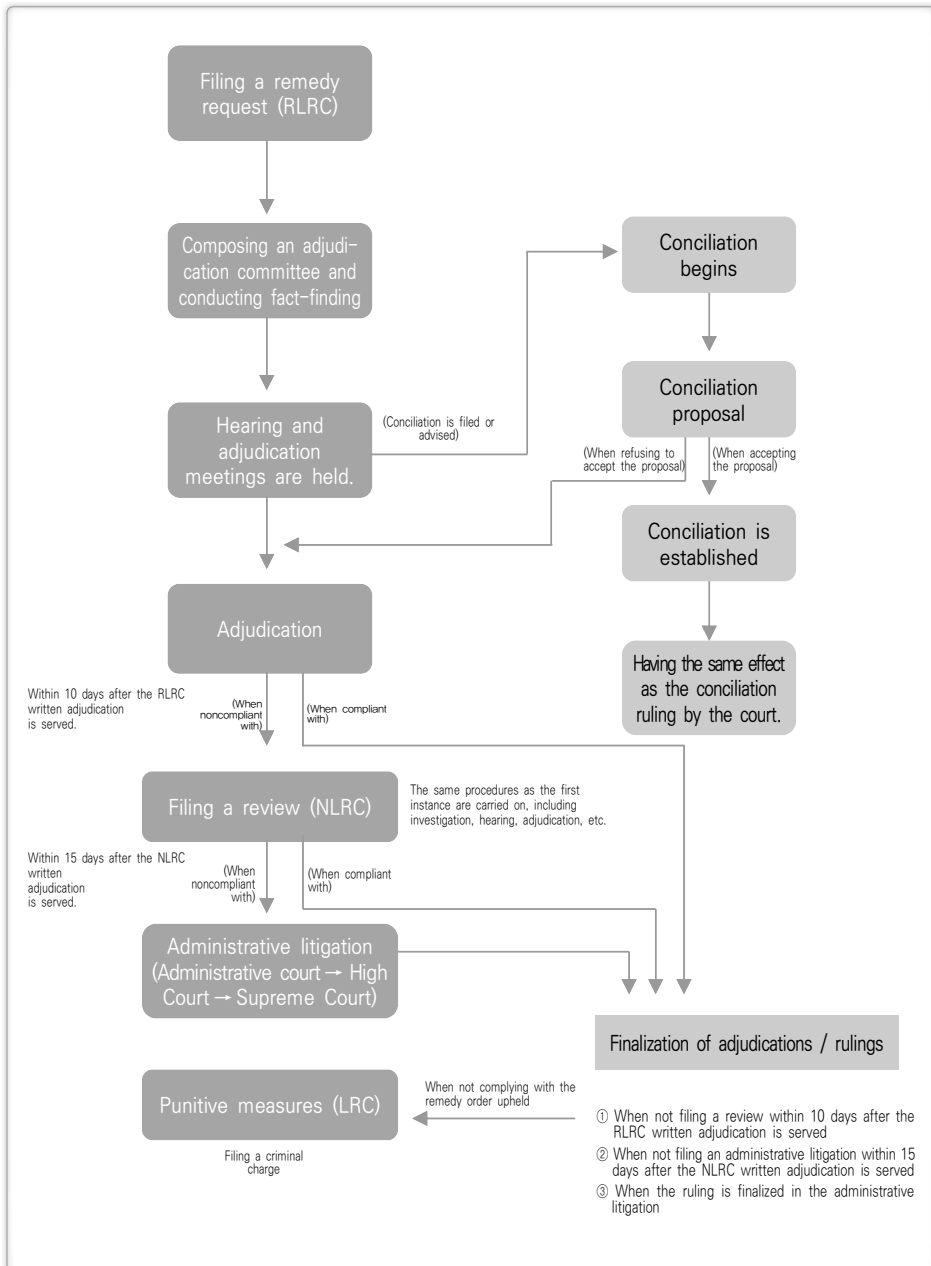 Filing a remedy
request (RLRC)
Composing an adjudi-
cation committee and
conducting fact-finding
Conciliation
begins
Hearing and
adjudication
meetings are held.
(Conciliation is filed or
advised)
Conciliation
proposal
(When refusing to
accept the proposal)
(When accepting
the proposal)
Conciliation is
established
Adjudication
Having the same effect
as the conciliation
ruling by the court.
Within 10 days after the RLRC
written adjudication
is served.
(When
noncompliant
with)
(When compliant
with)
Filing a review (NLRC)
The same procedures as the first
instance are carried on, including
investigation, hearing, adjudication, etc.
Within 15 days after the NLRC
written
adjudication
is served.
(When
noncompliant
with)
(When compliant
with)
Administrative litigation
(Administrative court → High
Court → Supreme Court)
Finalization of adjudications / rulings
Punitive measures (LRC)
When not complying with the
remedy order upheld
Filing a criminal
charge
① When not filing a review within 10 days after the
RLRC written adjudication is served
② When not filing an administrative litigation within 15
days after the NLRC written adjudication is served
③ When the ruling is finalized in the administrative
litigation